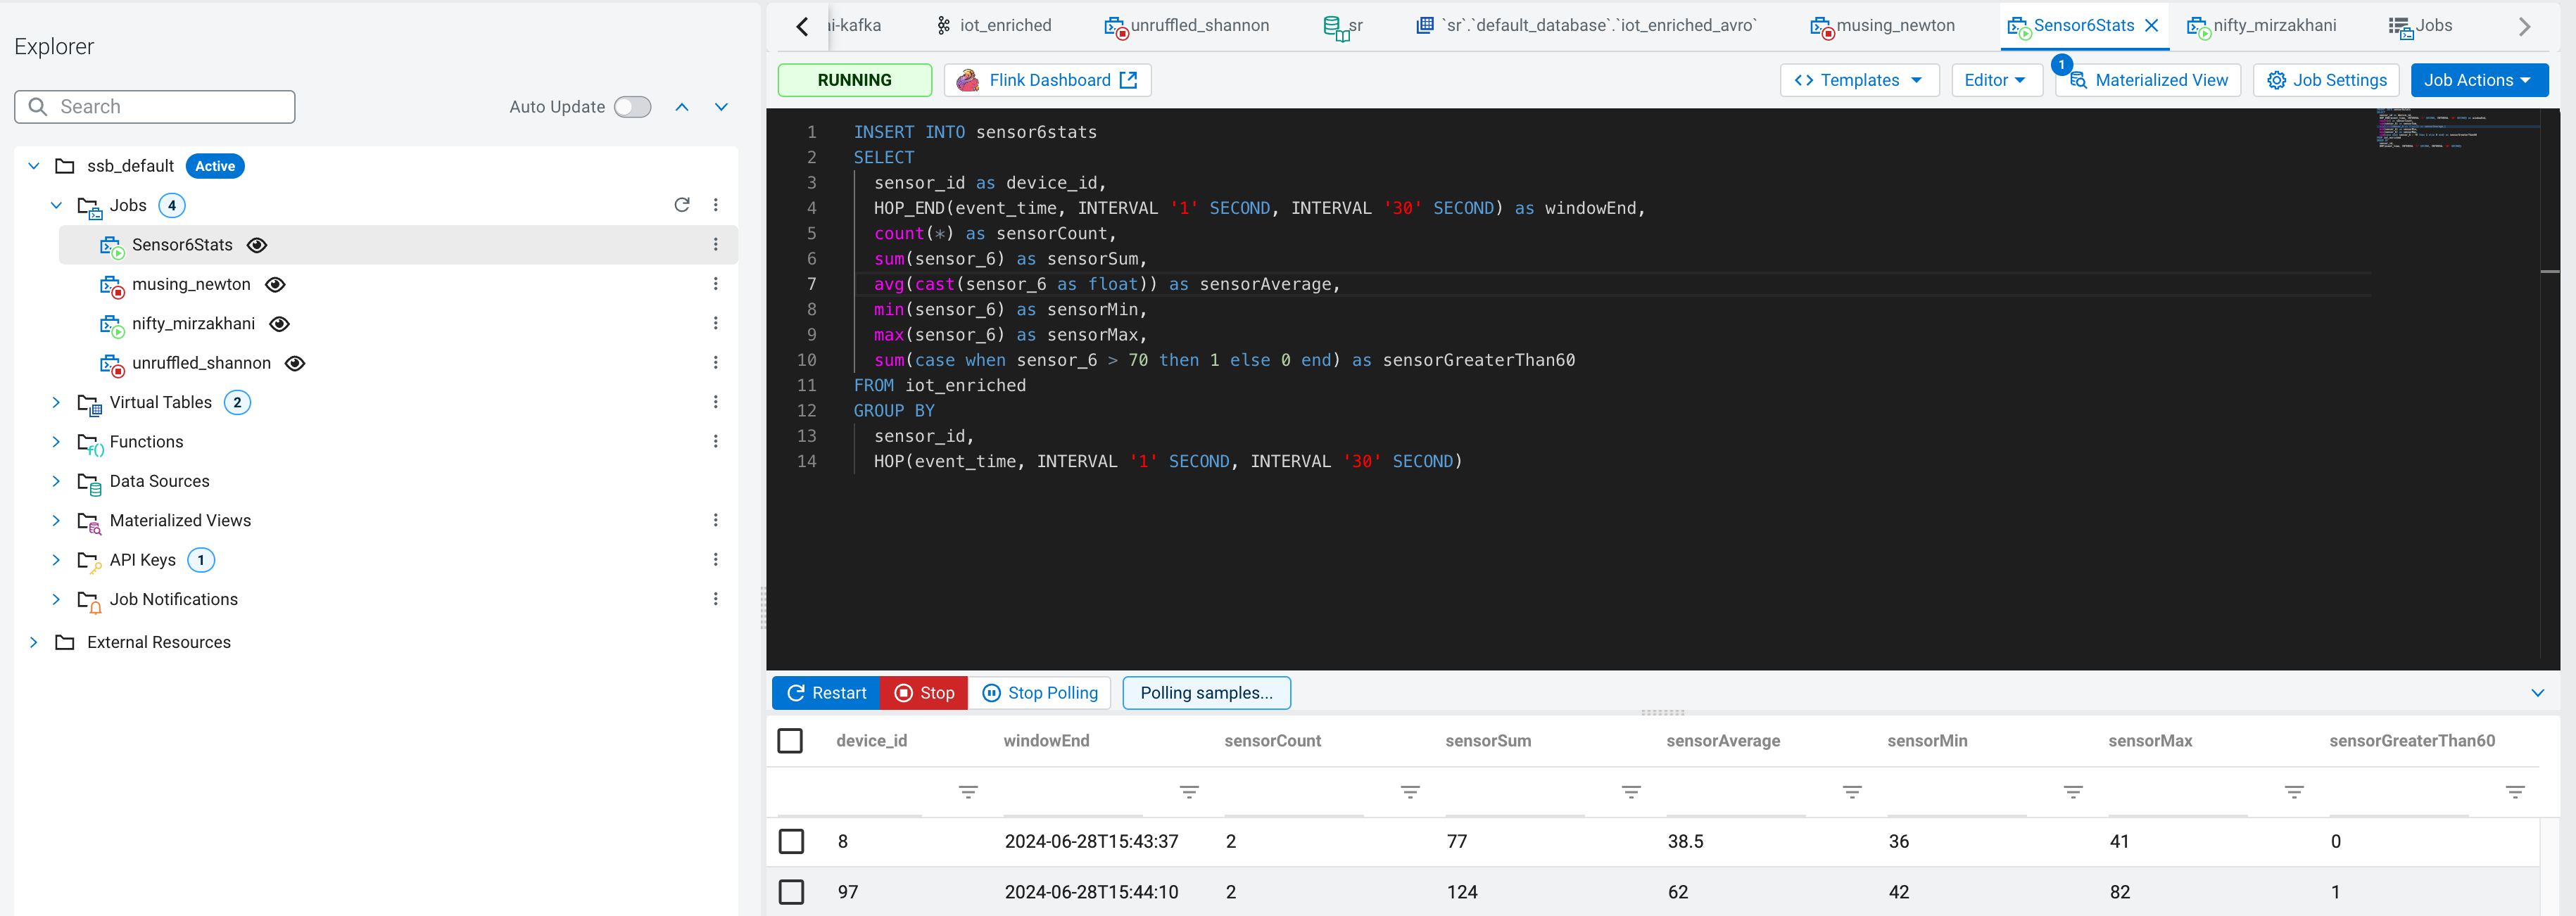 Explorer
Search
Auto Update
ssb_default Active
Jobs 4
Sensor6Stats
musing_newton
nifty_mirzakhani
unruffled_shannon
Virtual Tables 2
Functions
Data Sources
Materialized Views
API Keys 1
Job Notifications
External Resources
ai-kafka iot_enriched unruffled_shannon sr `sr`.`default_database`.`iot_enriched_avro` musing_newton Sensor6Stats nifty_mirzakhani Jobs
RUNNING Flink Dashboard Templates Editor 1 Materialized View Job Settings Job Actions
1 INSERT INTO sensor6stats
2 SELECT
3 sensor_id as device_id,
4 HOP_END(event_time, INTERVAL '1' SECOND, INTERVAL '30' SECOND) as windowEnd,
5 count(*) as sensorCount,
6 sum(sensor_6) as sensorSum,
7 avg(cast(sensor_6 as float)) as sensorAverage,
8 min(sensor_6) as sensorMin,
9 max(sensor_6) as sensorMax,
10 sum(case when sensor_6 > 70 then 1 else 0 end) as sensorGreaterThan60
11 FROM iot_enriched
12 GROUP BY
13 sensor_id,
14 HOP(event_time, INTERVAL '1' SECOND, INTERVAL '30' SECOND)
Restart Stop Stop Polling Polling samples...
device_id windowEnd sensorCount sensorSum sensorAverage sensorMin sensorMax sensorGreaterThan60
8 2024-06-28T15:43:37 2 77 38.5 36 41 0
97 2024-06-28T15:44:10 2 124 62 42 82 1